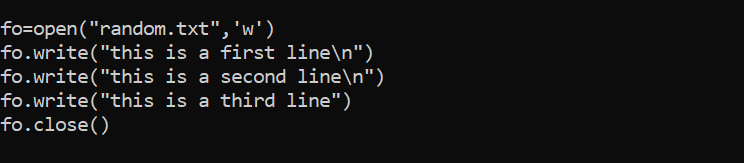 fo=open("random.txt",'w')
fo.write("this is a first line\n")
fo.write("this is a second line\n")
fo.write("this is a third line")
fo.close()